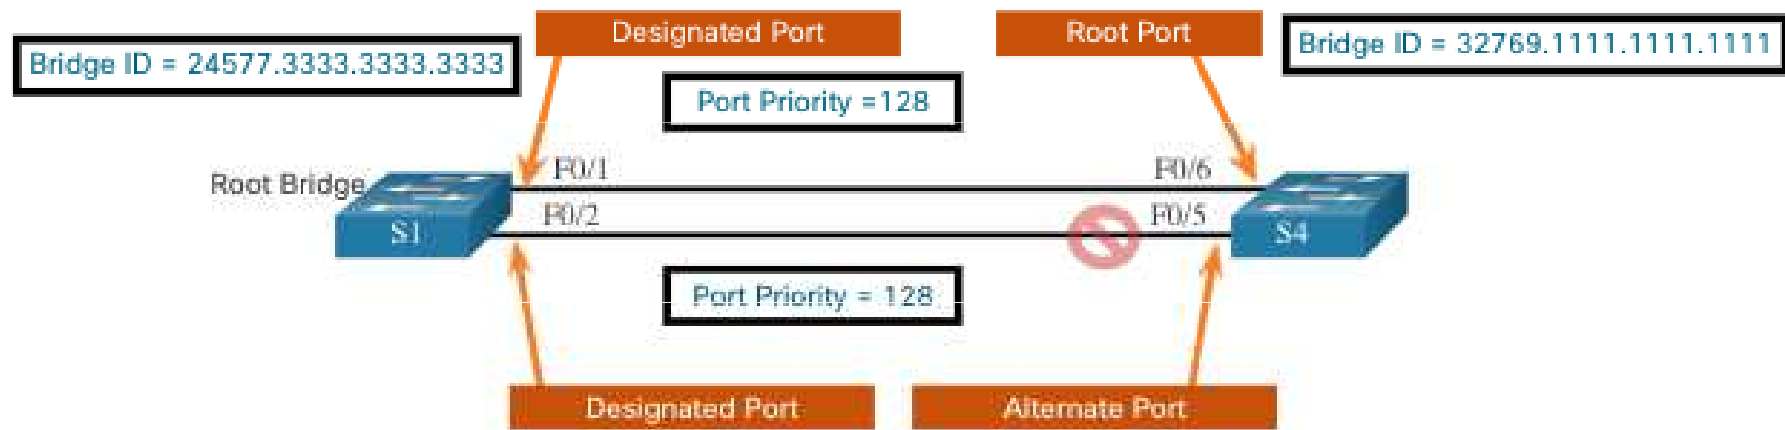 Designated Port
Root Port
Bridge ID = 24577.3333.3333.3333
Bridge ID = 32769.1111.1111.1111
Port Priority =128
F0/1
F0/6
Root Bridge
F0/2
F0/5
S1
S4
Port Priority = 128
Designated Port
Alternate Port